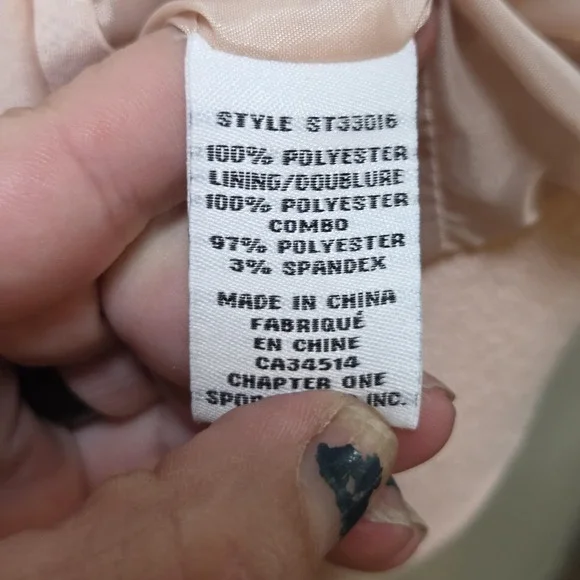 STYLE ST33016
100% POLYESTER
LINING/DOUBLURE
100% POLYESTER
COMBO
97% POLYESTER
3% SPANDEX
MADE IN CHINA
FABRIQUÉ
EN CHINE
CA34514
CHAPTER ONE
INC.